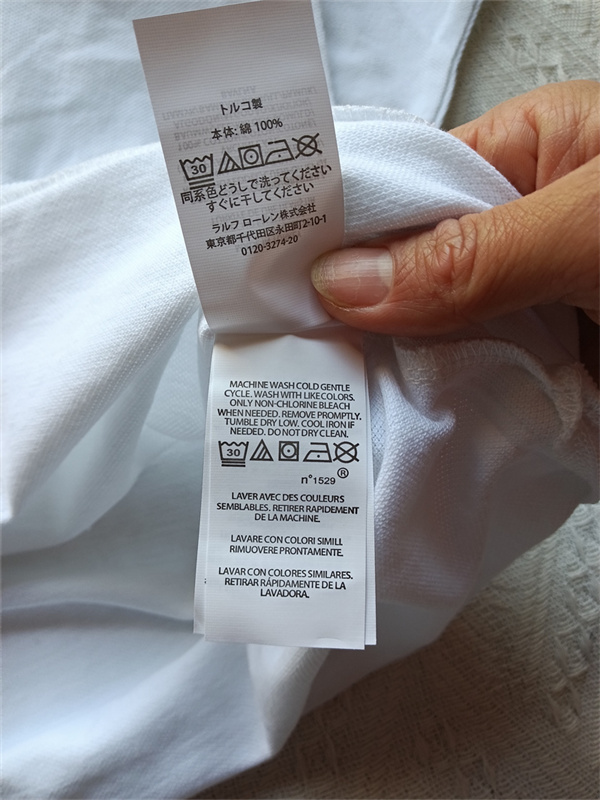 トルコ製
本体: 綿 100%
30
同系色どうしで洗ってください
すぐに干してください
ラルフ ローレン株式会社
東京都千代田区永田町2-10-1
0120-3274-20
MACHINE WASH COLD GENTLE
CYCLE. WASH WITH LIKE COLORS.
ONLY NON-CHLORINE BLEACH
WHEN NEEDED. REMOVE PROMPTLY.
TUMBLE DRY LOW. COOL IRON IF
NEEDED. DO NOT DRY CLEAN.
30
n°1529 ®
LAVER AVEC DES COULEURS
SEMBLABLES. RETIRER RAPIDEMENT
DE LA MACHINE.
LAVARE CON COLORI SIMILI.
RIMUOVERE PRONTAMENTE.
LAVAR CON COLORES SIMILARES.
RETIRAR RÁPIDAMENTE DE LA
LAVADORA.